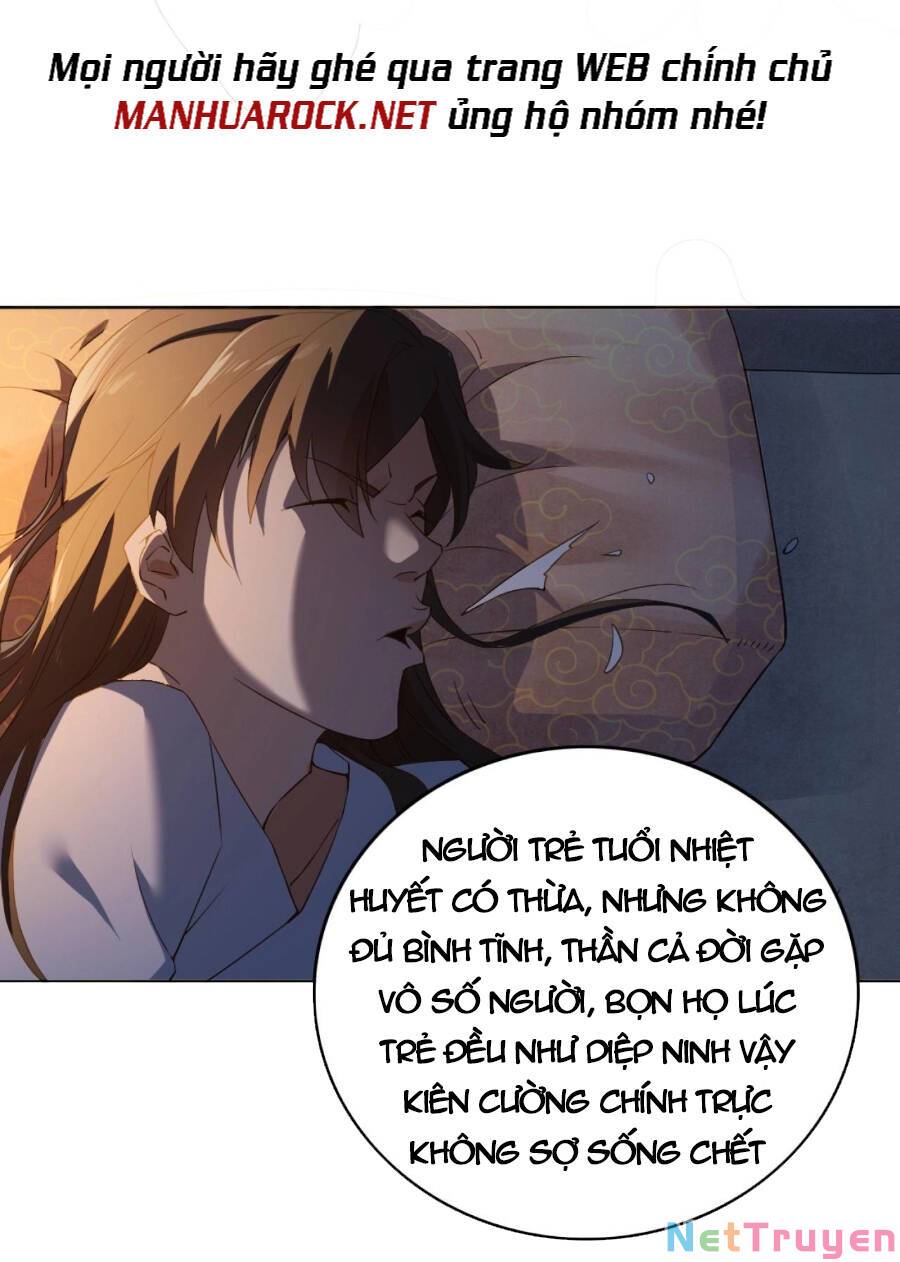 Mọi người hãy ghé qua trang WEB chính chủ
MANHUAROCK.NET ủng hộ nhóm nhé!
NGƯỜI TRẺ TUỔI NHIỆT
HUYẾT CÓ THỪA, NHƯNG KHÔNG
ĐỦ BÌNH TĨNH, THẦN CẢ ĐỜI GẶP
VÔ SỐ NGƯỜI, BỌN HỌ LÚC
TRẺ ĐỀU NHƯ DIỆP NINH VẬY
KIÊN CƯỜNG CHÍNH TRỰC
KHÔNG SỢ SỐNG CHẾT
NetTruyen